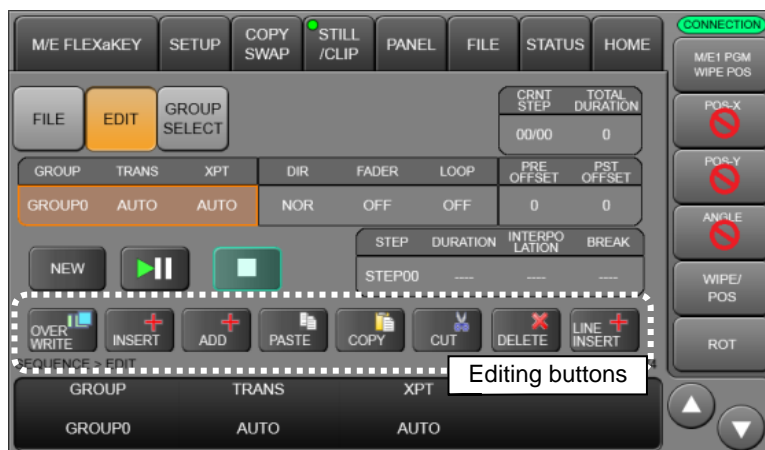 CONNECTION
M/E FLEXaKEY SETUP COPY SWAP STILL /CLIP PANEL FILE STATUS HOME
M/E1 PGM WIPE POS
FILE EDIT GROUP SELECT
CRNT STEP TOTAL DURATION
00/00 0
POS-X
GROUP TRANS XPT DIR FADER LOOP PRE OFFSET PST OFFSET
GROUP0 AUTO AUTO NOR OFF OFF 0 0
POS-Y
ANGLE
STEP DURATION INTERPO LATION BREAK
STEP00 ---- ---- ----
NEW
WIPE/ POS
OVER WRITE INSERT ADD PASTE COPY CUT DELETE LINE INSERT
ROT
SEQUENCE > EDIT
Editing buttons
GROUP TRANS XPT
GROUP0 AUTO AUTO